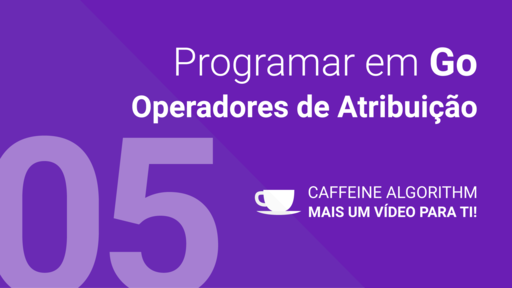 Programar em Go
Operadores de Atribuição
05
CAFFEINE ALGORITHM
MAIS UM VÍDEO PARA TI!